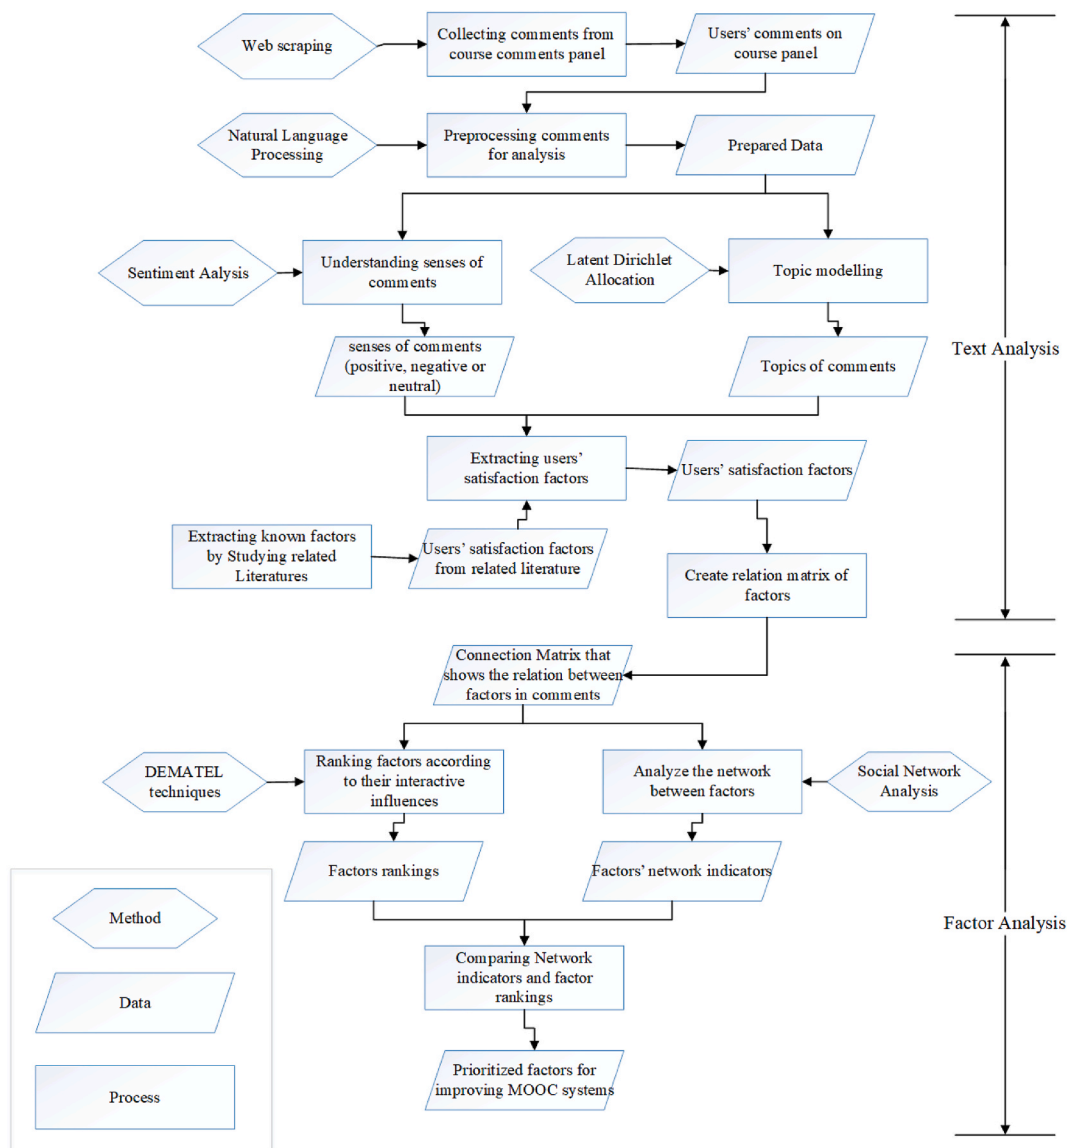 Web scraping
Collecting comments from
course comments panel
Users' comments on
course panel
Natural Language
Processing
Preprocessing comments
for analysis
Prepared Data
Sentiment Aalysis
Understanding senses of
comments
Latent Dirichlet
Allocation
Topic modelling
senses of comments
(positive, negative or
neutral)
Topics of comments
Text Analysis
Extracting users'
satisfaction factors
Users' satisfaction factors
Extracting known factors
by Studying related
Literatures
Users' satisfaction factors
from related literature
Create relation matrix of
factors
Connection Matrix that
shows the relation between
factors in comments
DEMATEL
techniques
Ranking factors according
to their interactive
influences
Analyze the network
between factors
Social Network
Analysis
Factors rankings
Factors' network indicators
Factor Analysis
Comparing Network
indicators and factor
rankings
Prioritized factors for
improving MOOC systems
Method
Data
Process